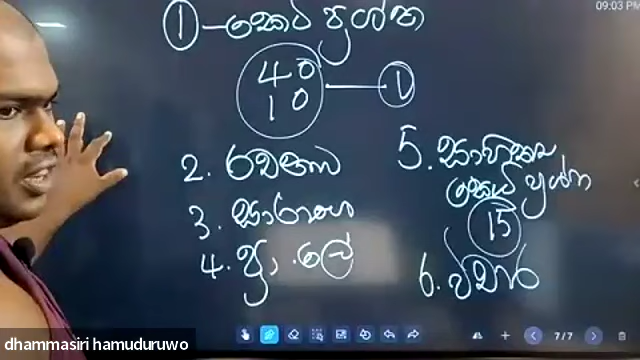 09:03 PM
① – කෙටි ප්‍රශ්න
40
10 — ①
2. රචනා
3. සාරාංශ
4. ප්‍රා. ලේ
5. සාහිත්‍ය
කෙටි ප්‍රශ්න
15
6. විචාර
7/7
dhammasiri hamuduruwo